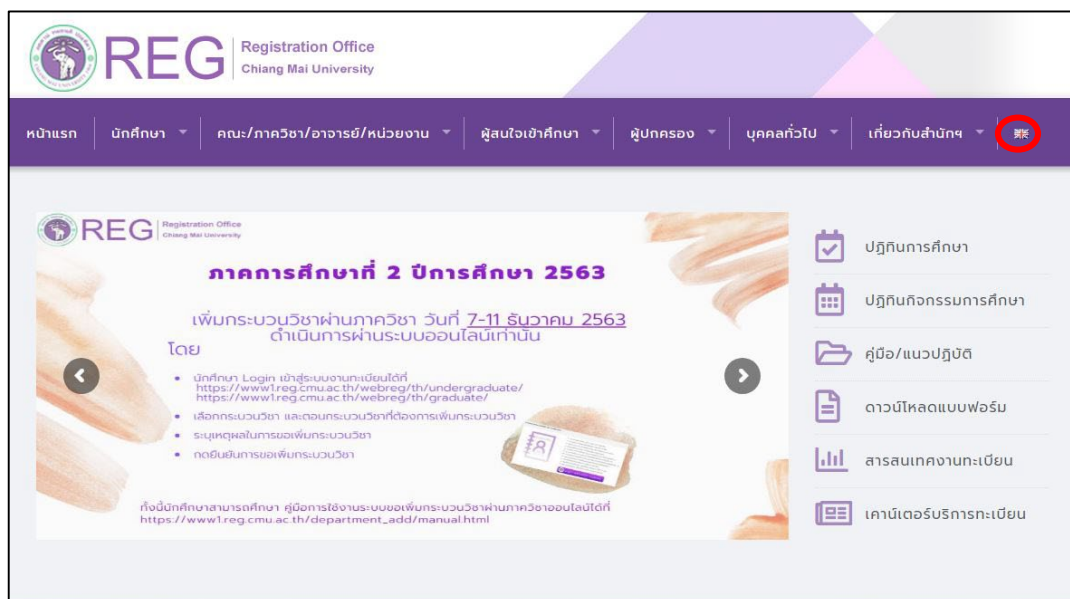 REG
Registration Office
Chiang Mai University
หน้าแรก
นักศึกษา
คณะ/ภาควิชา/อาจารย์/หน่วยงาน
ผู้สนใจเข้าศึกษา
ผู้ปกครอง
บุคคลทั่วไป
เกี่ยวกับสำนักฯ
REG
Registration Office
Chiang Mai University
ภาคการศึกษาที่ 2 ปีการศึกษา 2563
เพิ่มกระบวนวิชาผ่านภาควิชา วันที่ 7-11 ธันวาคม 2563
ดำเนินการผ่านระบบออนไลน์เท่านั้น
โดย
• นักศึกษา Login เข้าสู่ระบบงานทะเบียนได้ที่
https://www1.reg.cmu.ac.th/webreg/th/undergraduate/
https://www1.reg.cmu.ac.th/webreg/th/graduate/
• เลือกกระบวนวิชา และตอนกระบวนวิชาที่ต้องการเพิ่มกระบวนวิชา
• ระบุเหตุผลในการขอเพิ่มกระบวนวิชา
• กดยืนยันการขอเพิ่มกระบวนวิชา
ทั้งนี้นักศึกษาสามารถศึกษา คู่มือการใช้งานระบบขอเพิ่มกระบวนวิชาผ่านภาควิชาออนไลน์ได้ที่
https://www1.reg.cmu.ac.th/department_add/manual.html
ปฏิทินการศึกษา
ปฏิทินกิจกรรมการศึกษา
คู่มือ/แนวปฏิบัติ
ดาวน์โหลดแบบฟอร์ม
สารสนเทศงานทะเบียน
เคาน์เตอร์บริการทะเบียน